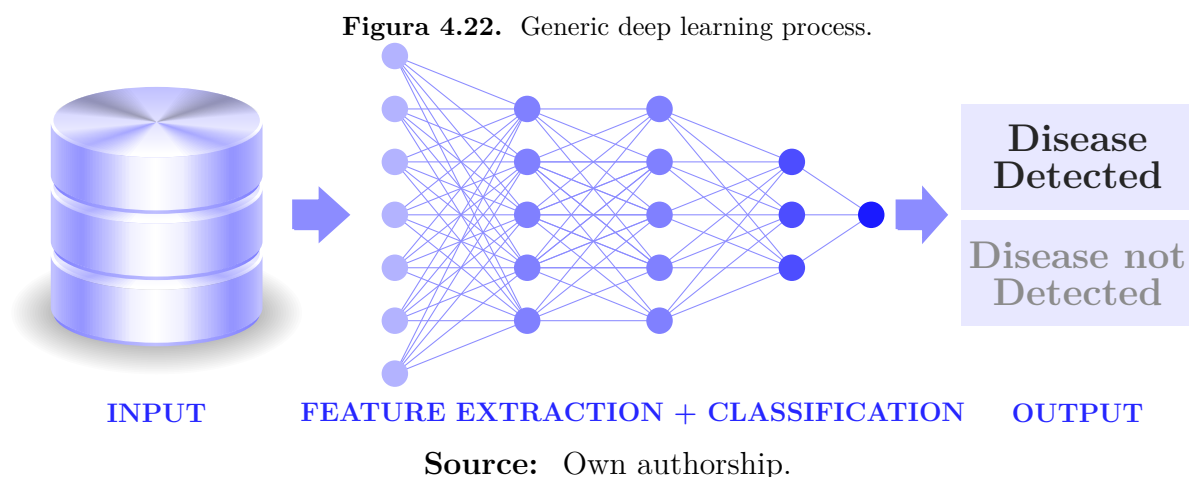 Figura 4.22. Generic deep learning process.
Disease
Detected
Disease not
Detected
INPUT
FEATURE EXTRACTION + CLASSIFICATION
OUTPUT
Source: Own authorship.